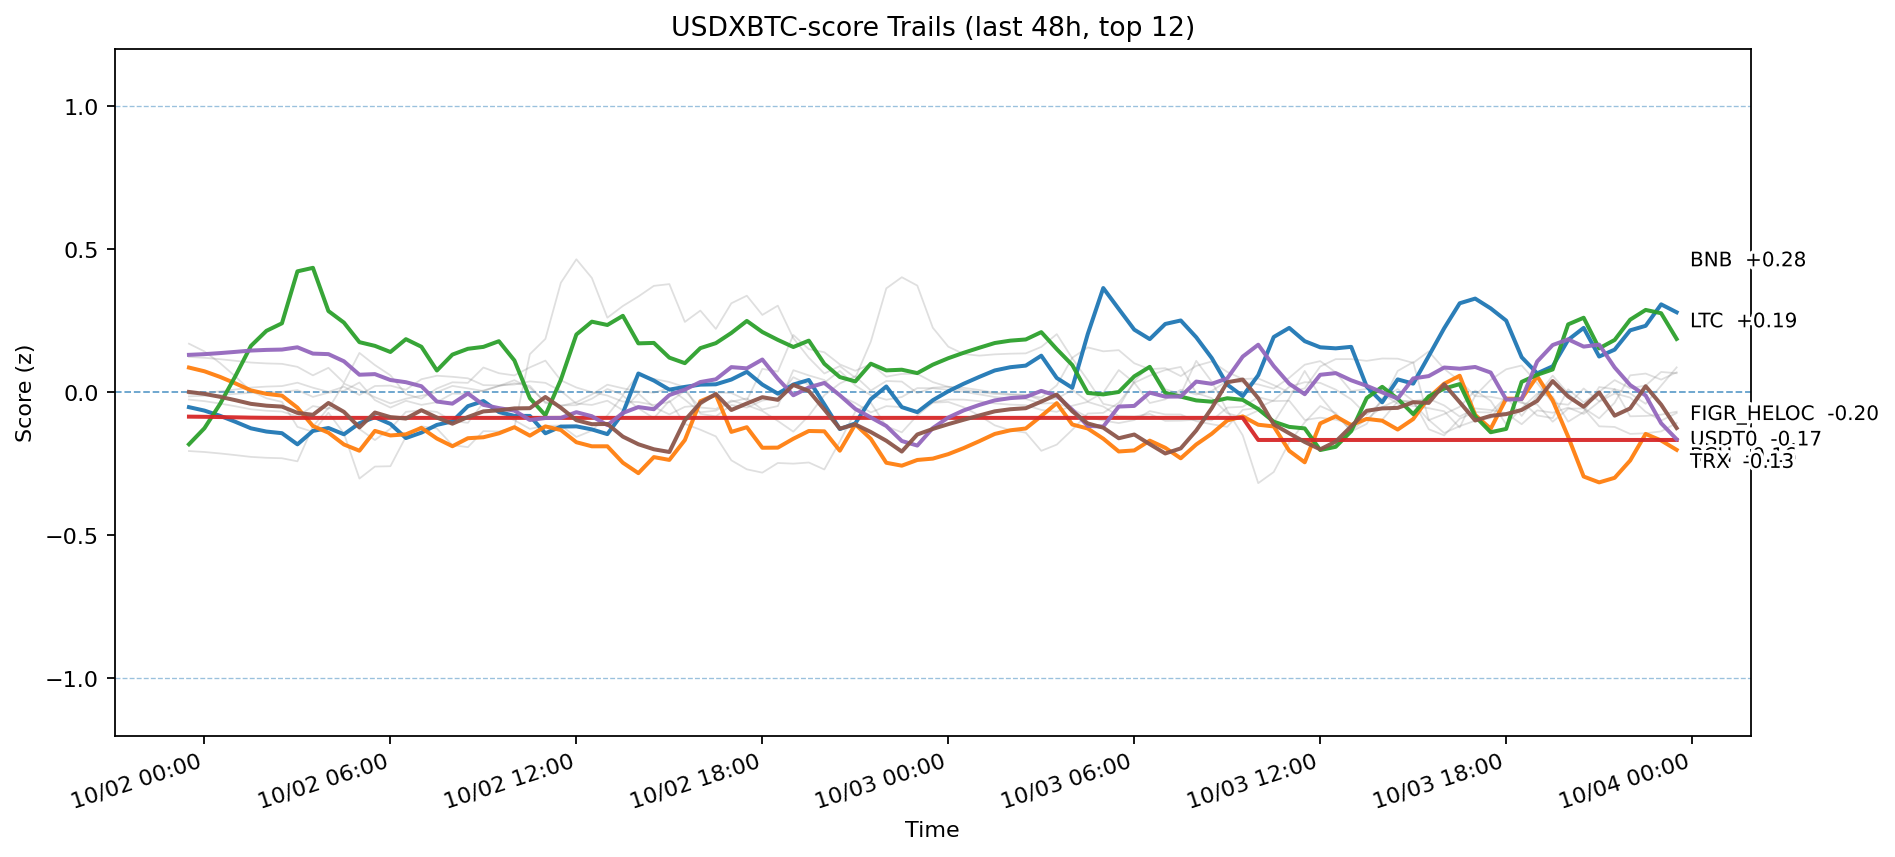 USDXBTC-score Trails (last 48h, top 12)
Score (z)
1.0
0.5
0.0
−0.5
−1.0
BNB +0.28
LTC +0.19
FIGR_HELOC -0.20
USDT0 -0.17
TRX -0.13
10/02 00:00
10/02 06:00
10/02 12:00
10/02 18:00
10/03 00:00
10/03 06:00
10/03 12:00
10/03 18:00
10/04 00:00
Time